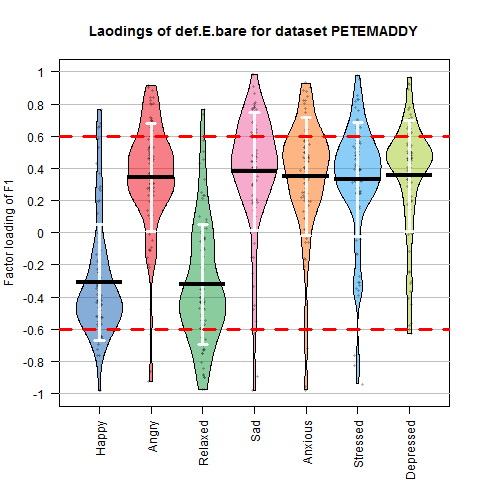 Laodings of def.E.bare for dataset PETEMADDY
Factor loading of F1
1
0.8
0.6
0.4
0.2
0
-0.2
-0.4
-0.6
-0.8
-1
Happy
Angry
Relaxed
Sad
Anxious
Stressed
Depressed